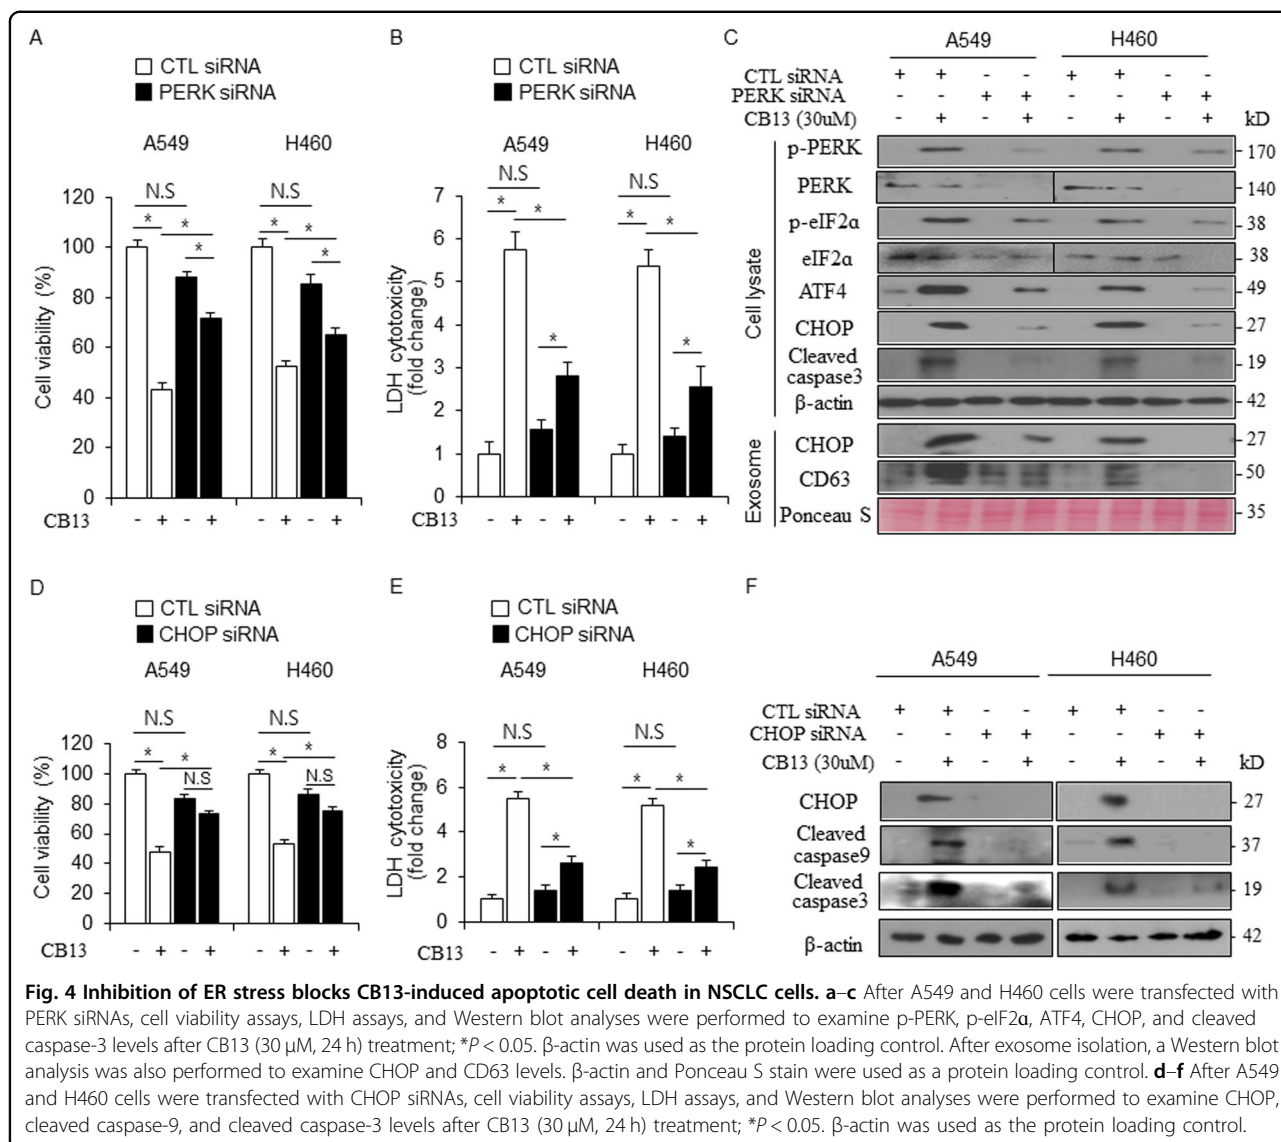 A
CTL siRNA
PERK siRNA
A549 H460
N.S N.S
* * * *
* *
Cell viability (%)
120
100
80
60
40
20
0
CB13 - + - + - + - +
B
CTL siRNA
PERK siRNA
A549 H460
N.S N.S
* * * *
* *
LDH cytotoxicity
(fold change)
7
6
5
4
3
2
1
0
CB13 - + - + - + - +
C
A549 H460
CTL siRNA + + - - + + - -
PERK siRNA - - + + - - + +
CB13 (30uM) - + - + - + - + kD
Cell lysate
p-PERK 170
PERK 140
p-eIF2α 38
eIF2α 38
ATF4 49
CHOP 27
Cleaved
caspase3 19
β-actin 42
Exosome
CHOP 27
CD63 50
Ponceau S 35
D
CTL siRNA
CHOP siRNA
A549 H460
N.S N.S
* * * *
N.S N.S
Cell viability (%)
120
100
80
60
40
20
0
CB13 - + - + - + - +
E
CTL siRNA
CHOP siRNA
A549 H460
N.S N.S
* * * *
* *
LDH cytotoxicity
(fold change)
8
6
4
2
0
CB13 - + - + - + - +
F
A549 H460
CTL siRNA + + - - + + - -
CHOP siRNA - - + + - - + +
CB13 (30uM) - + - + - + - + kD
CHOP 27
Cleaved
caspase9 37
Cleaved
caspase3 19
β-actin 42
Fig. 4 Inhibition of ER stress blocks CB13-induced apoptotic cell death in NSCLC cells. a–c After A549 and H460 cells were transfected with
PERK siRNAs, cell viability assays, LDH assays, and Western blot analyses were performed to examine p-PERK, p-eIF2α, ATF4, CHOP, and cleaved
caspase-3 levels after CB13 (30 µM, 24 h) treatment; *P < 0.05. β-actin was used as the protein loading control. After exosome isolation, a Western blot
analysis was also performed to examine CHOP and CD63 levels. β-actin and Ponceau S stain were used as a protein loading control. d–f After A549
and H460 cells were transfected with CHOP siRNAs, cell viability assays, LDH assays, and Western blot analyses were performed to examine CHOP,
cleaved caspase-9, and cleaved caspase-3 levels after CB13 (30 µM, 24 h) treatment; *P < 0.05. β-actin was used as the protein loading control.